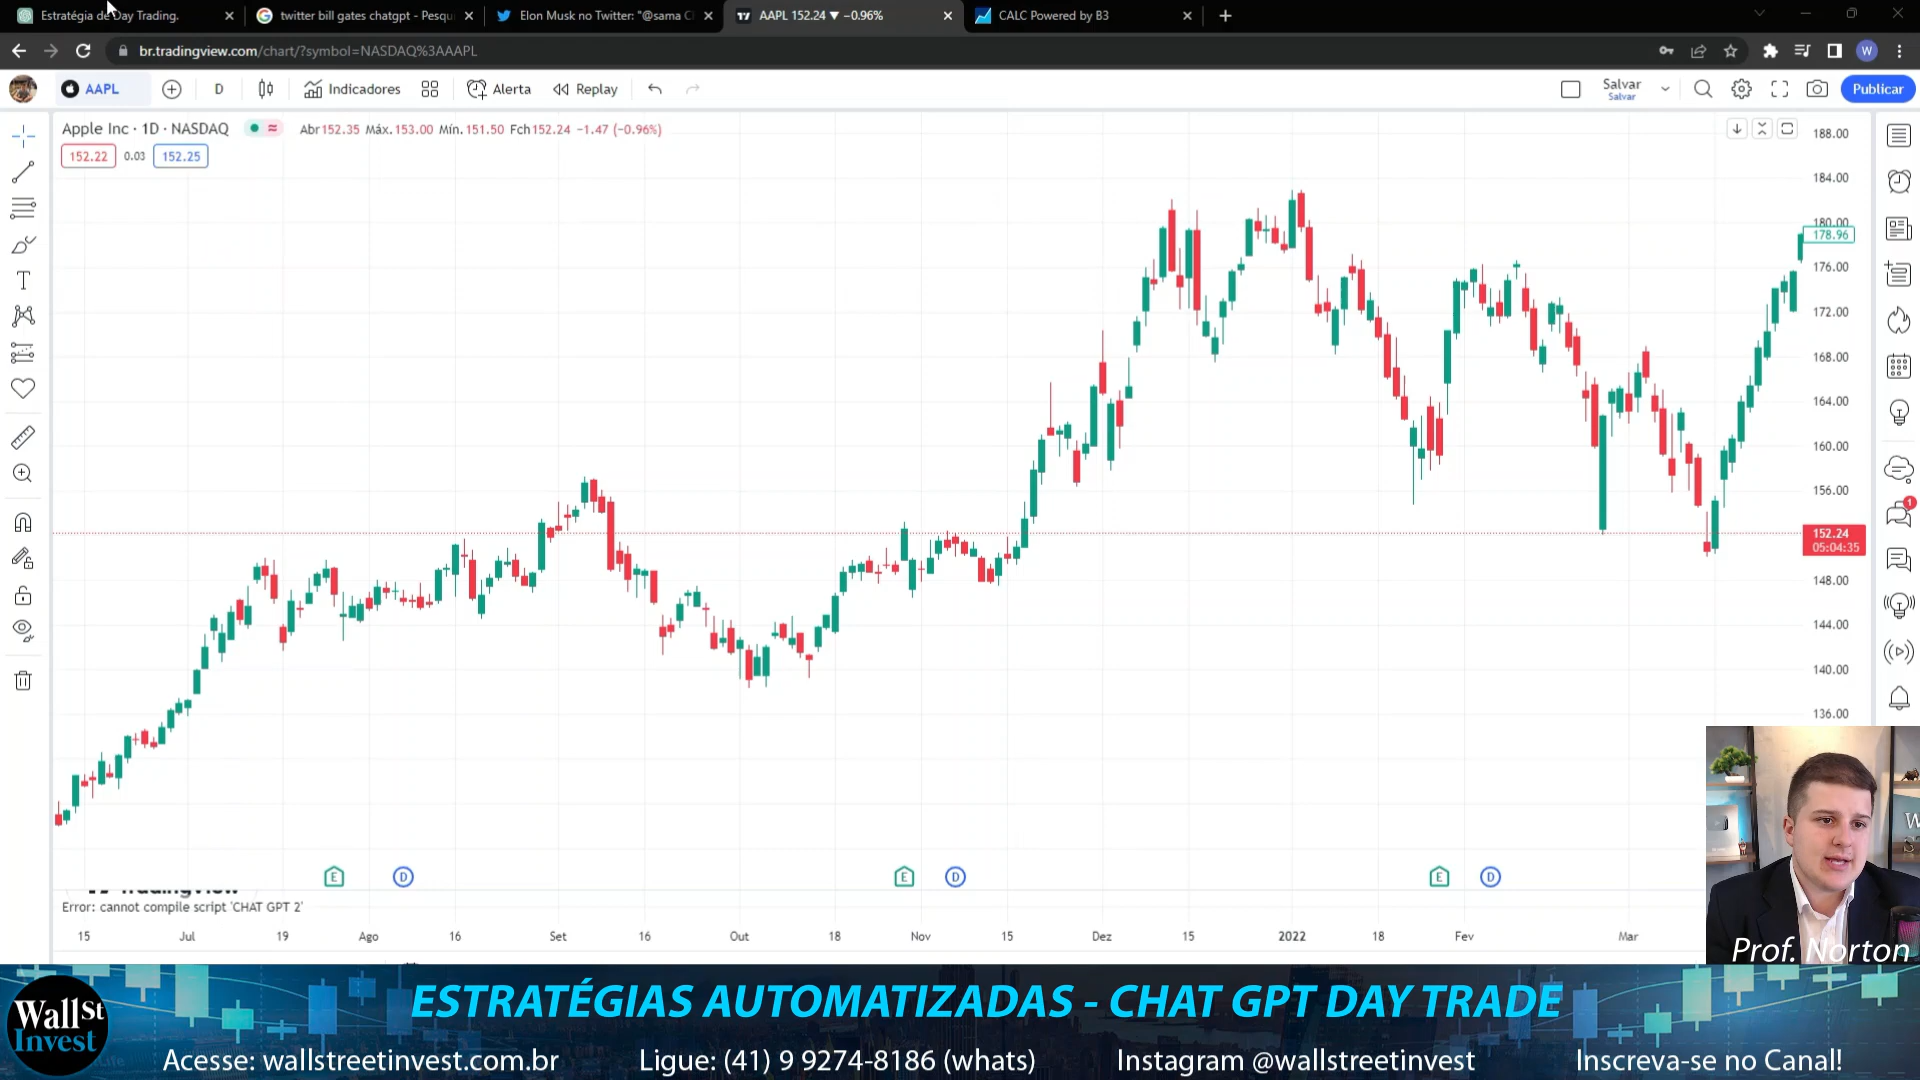 Estratégia de Day Trading.
twitter bill gates chatgpt - Pesqu
Elon Musk no Twitter: "@sama C
AAPL 152.24 ▼ −0.96%
CALC Powered by B3
br.tradingview.com/chart/?symbol=NASDAQ%3AAAPL
W
AAPL
D
Indicadores
Alerta
Replay
Salvar
Salvar
Publicar
Apple Inc · 1D · NASDAQ
Abr152.35 Máx.153.00 Mín.151.50 Fch152.24 −1.47 (−0.96%)
152.22
0.03
152.25
188.00
184.00
180.00
178.96
176.00
172.00
168.00
164.00
160.00
156.00
152.24
05:04:35
148.00
144.00
140.00
136.00
1
E
D
E
D
E
D
TradingView
Error: cannot compile script 'CHAT GPT 2'
15
Jul
19
Ago
16
Set
16
Out
18
Nov
15
Dez
15
2022
18
Fev
Mar
Prof. Norton
WallSt
Invest
ESTRATÉGIAS AUTOMATIZADAS - CHAT GPT DAY TRADE
Acesse: wallstreetinvest.com.br
Ligue: (41) 9 9274-8186 (whats)
Instagram @wallstreetinvest
Inscreva-se no Canal!